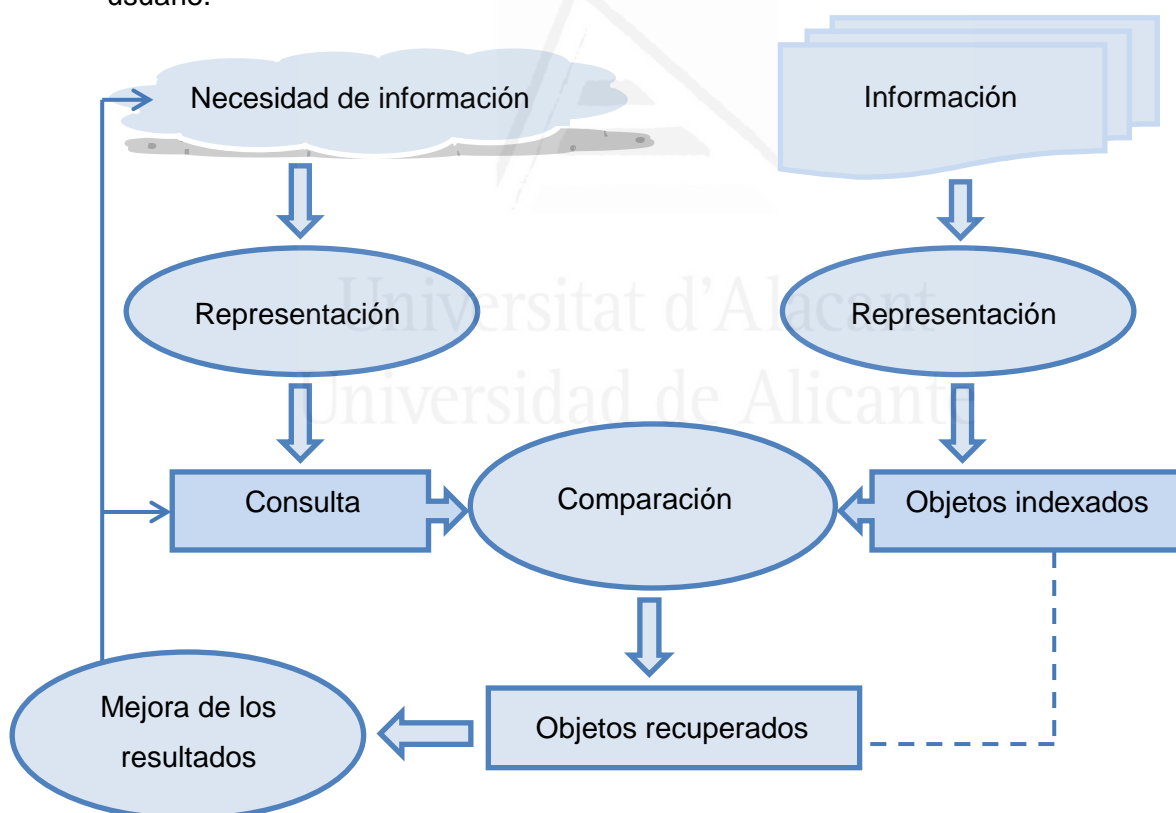 usuario.
Necesidad de información
Información
Representación
Representación
Universitat d'Alacant
Universidad de Alicante
Consulta
Comparación
Objetos indexados
Mejora de los
resultados
Objetos recuperados